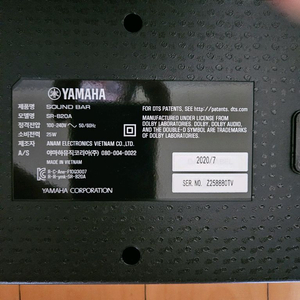 YAMAHA
제품명 SOUND BAR
모델명 SR-B20A
정격전압 100-240V 50/60Hz
소비전력 25W
제조자 ANAM ELECTRONICS VIETNAM CO., LTD.
A/S 야마하뮤직코리아(주) 080-004-0022
MADE IN VIETNAM
YAMAHA CORPORATION
FOR DTS PATENTS, SEE http://patents.dts.com
MANUFACTURED UNDER LICENSE FROM
DOLBY LABORATORIES. DOLBY, DOLBY AUDIO,
AND THE DOUBLE-D SYMBOL ARE TRADEMARKS
OF DOLBY LABORATORIES.
2020/7
SER. NO. Z258880TV